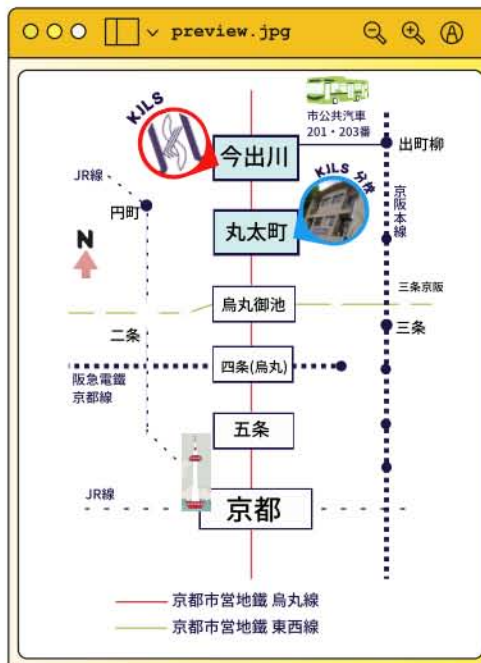 preview.jpg
KJLS
市公共汽車
201・203番
今出川
出町柳
JR線
円町
KJLS 分校
京阪本線
丸太町
N
烏丸御池
三条京阪
二条
三条
四条(烏丸)
阪急電鐵
京都線
五条
JR線
京都
京都市営地鐵 烏丸線
京都市営地鐵 東西線